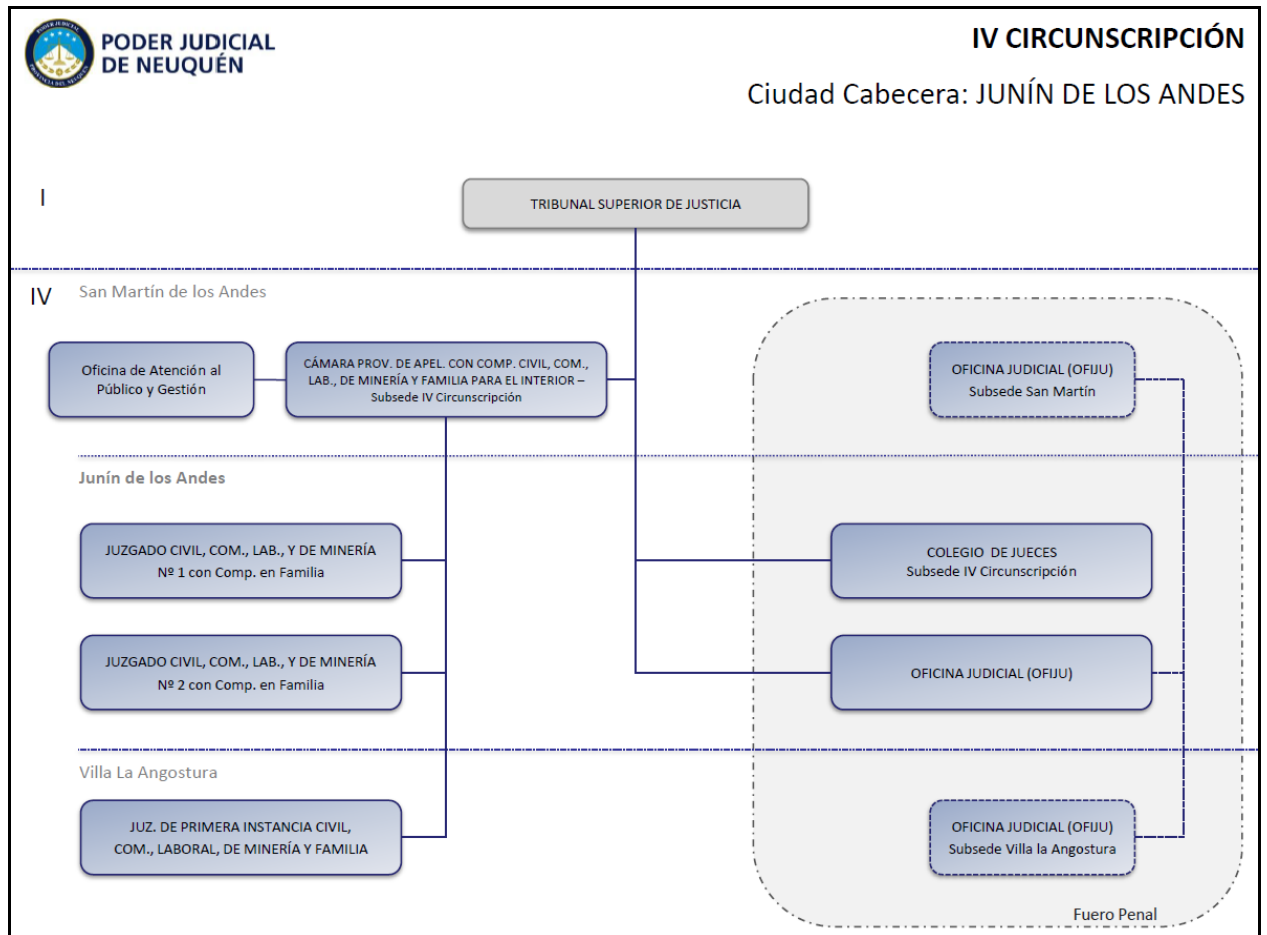 PODER JUDICIAL
DE NEUQUÉN
IV CIRCUNSCRIPCIÓN
Ciudad Cabecera: JUNÍN DE LOS ANDES
I
TRIBUNAL SUPERIOR DE JUSTICIA
IV
San Martín de los Andes
Oficina de Atención al
Público y Gestión
CÁMARA PROV. DE APEL. CON COMP. CIVIL, COM.,
LAB., DE MINERÍA Y FAMILIA PARA EL INTERIOR –
Subsede IV Circunscripción
OFICINA JUDICIAL (OFIJU)
Subsede San Martín
Junín de los Andes
JUZGADO CIVIL, COM., LAB., Y DE MINERÍA
Nº 1 con Comp. en Familia
COLEGIO DE JUECES
Subsede IV Circunscripción
JUZGADO CIVIL, COM., LAB., Y DE MINERÍA
Nº 2 con Comp. en Familia
OFICINA JUDICIAL (OFIJU)
Villa La Angostura
JUZ. DE PRIMERA INSTANCIA CIVIL,
COM., LABORAL, DE MINERÍA Y FAMILIA
OFICINA JUDICIAL (OFIJU)
Subsede Villa la Angostura
Fuero Penal